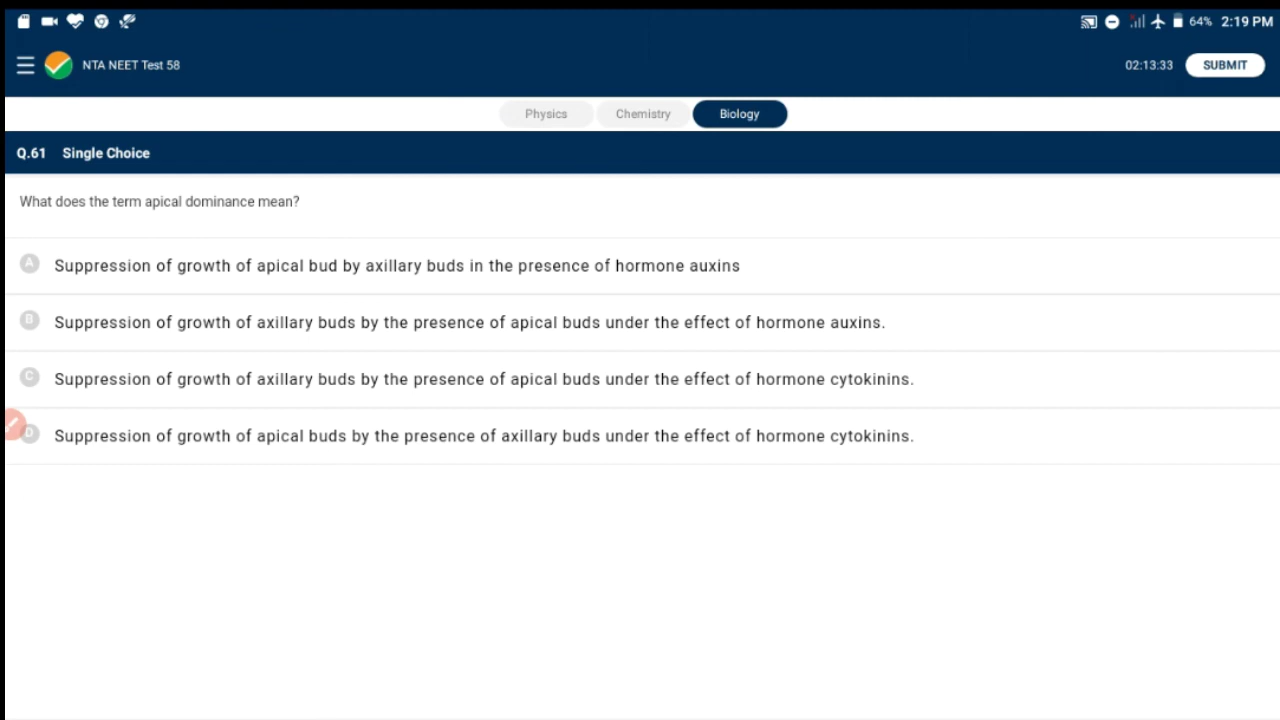 64% 2:19 PM
NTA NEET Test 58
02:13:33 SUBMIT
Physics Chemistry Biology
Q.61 Single Choice
What does the term apical dominance mean?
A Suppression of growth of apical bud by axillary buds in the presence of hormone auxins
B Suppression of growth of axillary buds by the presence of apical buds under the effect of hormone auxins.
C Suppression of growth of axillary buds by the presence of apical buds under the effect of hormone cytokinins.
D Suppression of growth of apical buds by the presence of axillary buds under the effect of hormone cytokinins.